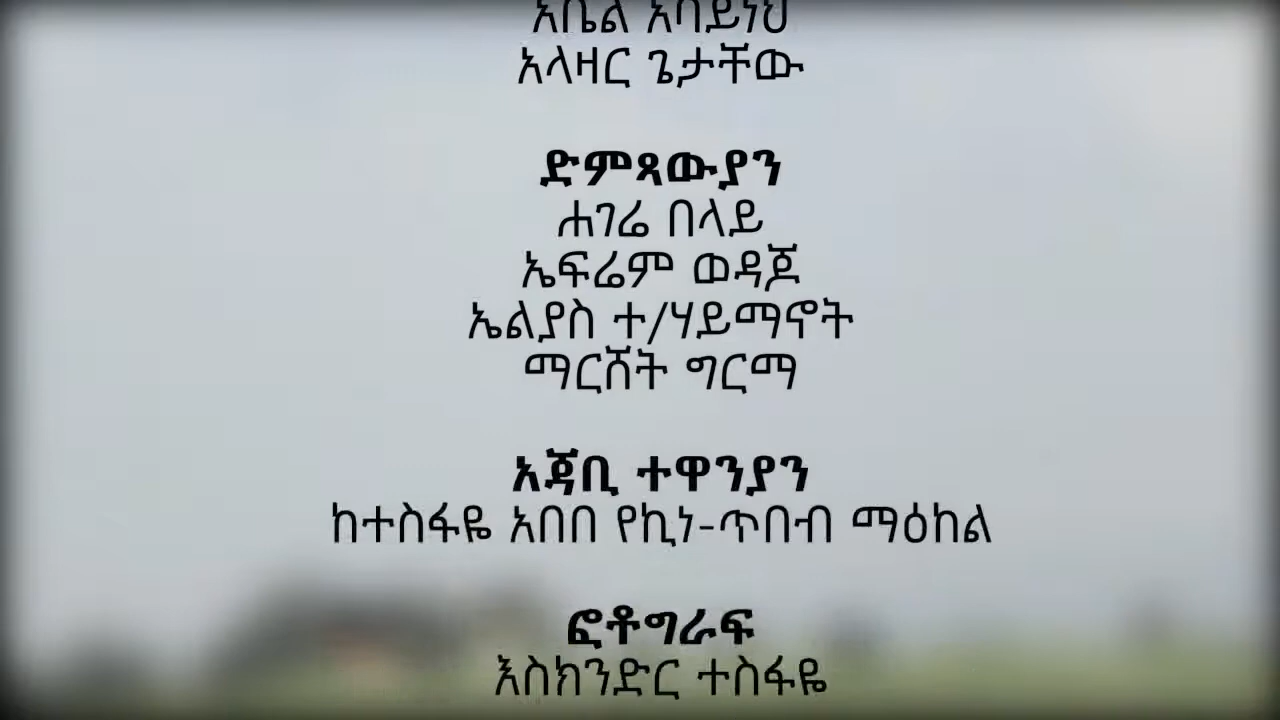 አቤል አባይነህ
አላዛር ጌታቸው
ድምጻውያን
ሐገሬ በላይ
ኤፍሬም ወዳጆ
ኤልያስ ተ/ሃይማኖት
ማርሸት ግርማ
አጃቢ ተዋንያን
ከተስፋዬ አበበ የኪነ-ጥበብ ማዕከል
ፎቶግራፍ
እስክንድር ተስፋዬ